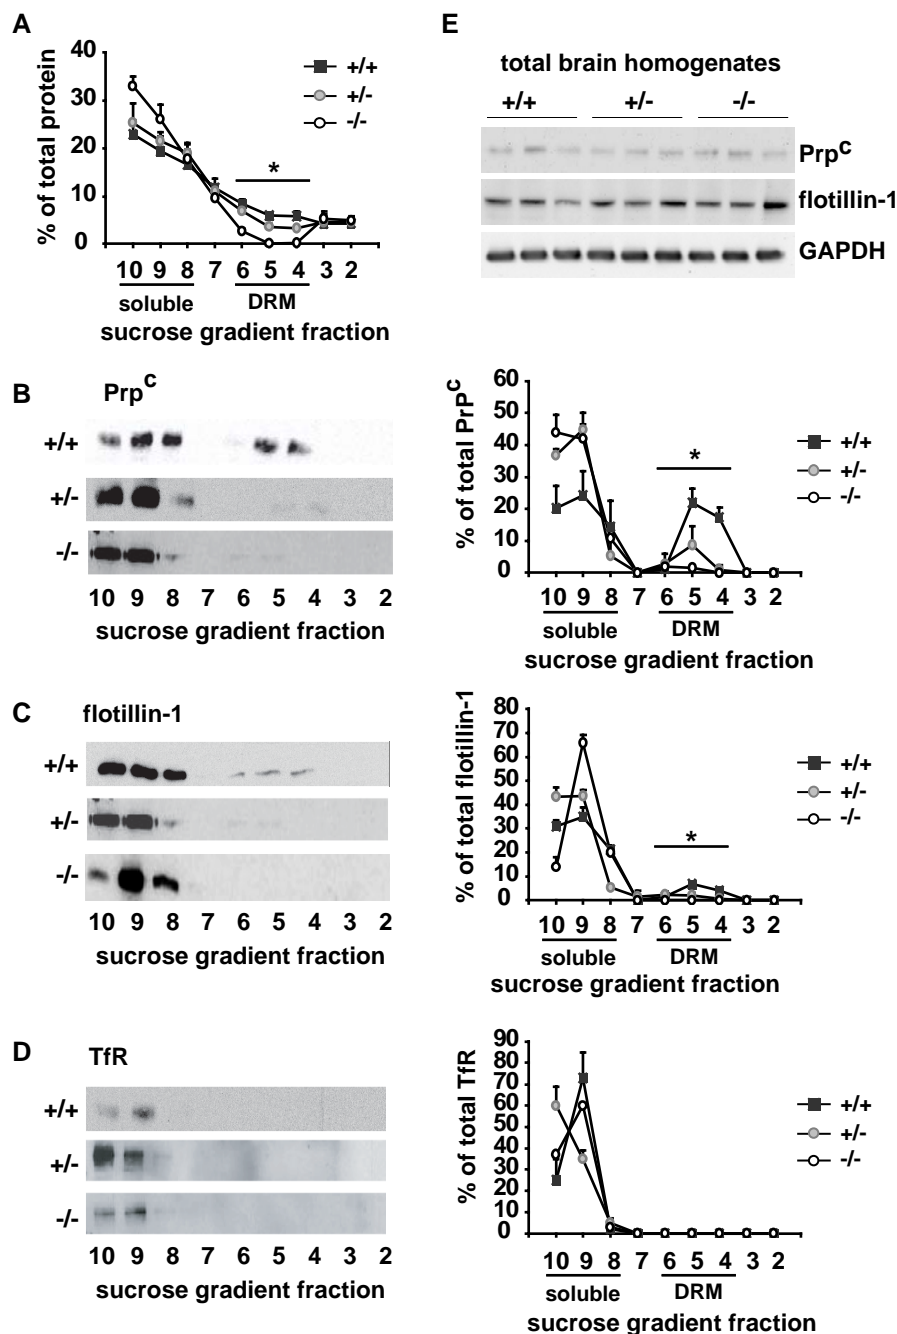 A
% of total protein
40
30
20
10
0
10 9 8 7 6 5 4 3 2
soluble
DRM
sucrose gradient fraction
+/+
+/-
-/-
*
E
total brain homogenates
+/+ +/- -/-
Prp^C
flotillin-1
GAPDH
B
Prp^C
+/+
+/-
-/-
10 9 8 7 6 5 4 3 2
sucrose gradient fraction
% of total PrP^C
60
50
40
30
20
10
0
*
+/+
+/-
-/-
10 9 8 7 6 5 4 3 2
soluble
DRM
sucrose gradient fraction
C
flotillin-1
+/+
+/-
-/-
10 9 8 7 6 5 4 3 2
sucrose gradient fraction
% of total flotillin-1
80
70
60
50
40
30
20
10
0
*
+/+
+/-
-/-
10 9 8 7 6 5 4 3 2
soluble
DRM
sucrose gradient fraction
D
TfR
+/+
+/-
-/-
10 9 8 7 6 5 4 3 2
sucrose gradient fraction
% of total TfR
90
80
70
60
50
40
30
20
10
0
+/+
+/-
-/-
10 9 8 7 6 5 4 3 2
soluble
DRM
sucrose gradient fraction